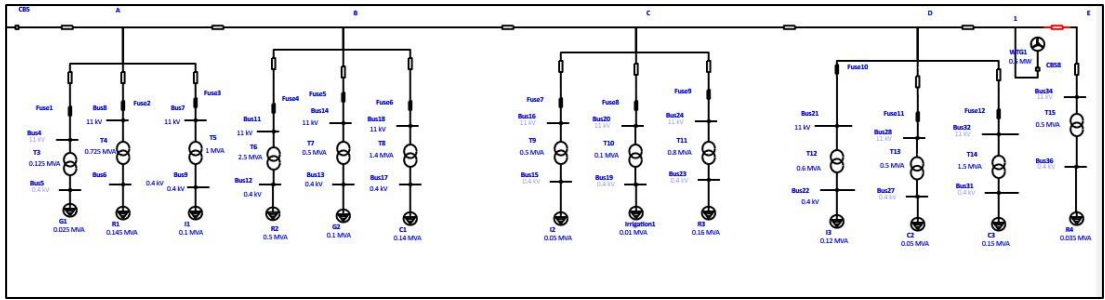 CB5
A
B
C
D
1
E
WTG1
0.5 MW
CB58
Fuse1
Fuse2
Fuse3
Bus4
11 kV
Bus8
11 kV
Bus7
11 kV
T3
0.125 MVA
T4
0.725 MVA
T5
1 MVA
Bus5
0.4 kV
Bus6
Bus9
0.4 kV
0.4 kV
G1
0.025 MVA
R1
0.145 MVA
I1
0.1 MVA
Fuse4
Fuse5
Fuse6
Bus11
11 kV
Bus14
11 kV
Bus18
11 kV
T6
2.5 MVA
T7
0.5 MVA
T8
1.4 MVA
Bus12
0.4 kV
Bus13
0.4 kV
Bus17
0.4 kV
R2
0.5 MVA
G2
0.1 MVA
C1
0.14 MVA
Fuse7
Fuse8
Fuse9
Bus16
11 kV
Bus20
11 kV
Bus24
11 kV
T9
0.5 MVA
T10
0.1 MVA
T11
0.8 MVA
Bus15
0.4 kV
Bus19
0.4 kV
Bus23
0.4 kV
I2
0.05 MVA
Irrigation1
0.01 MVA
R3
0.16 MVA
Fuse10
Fuse11
Fuse12
Bus21
11 kV
Bus28
11 kV
Bus32
11 kV
T12
0.6 MVA
T13
0.5 MVA
T14
1.5 MVA
Bus22
0.4 kV
Bus27
0.4 kV
Bus31
0.4 kV
I3
0.12 MVA
C2
0.05 MVA
C3
0.15 MVA
Bus34
11 kV
T15
0.5 MVA
Bus36
0.4 kV
R4
0.035 MVA